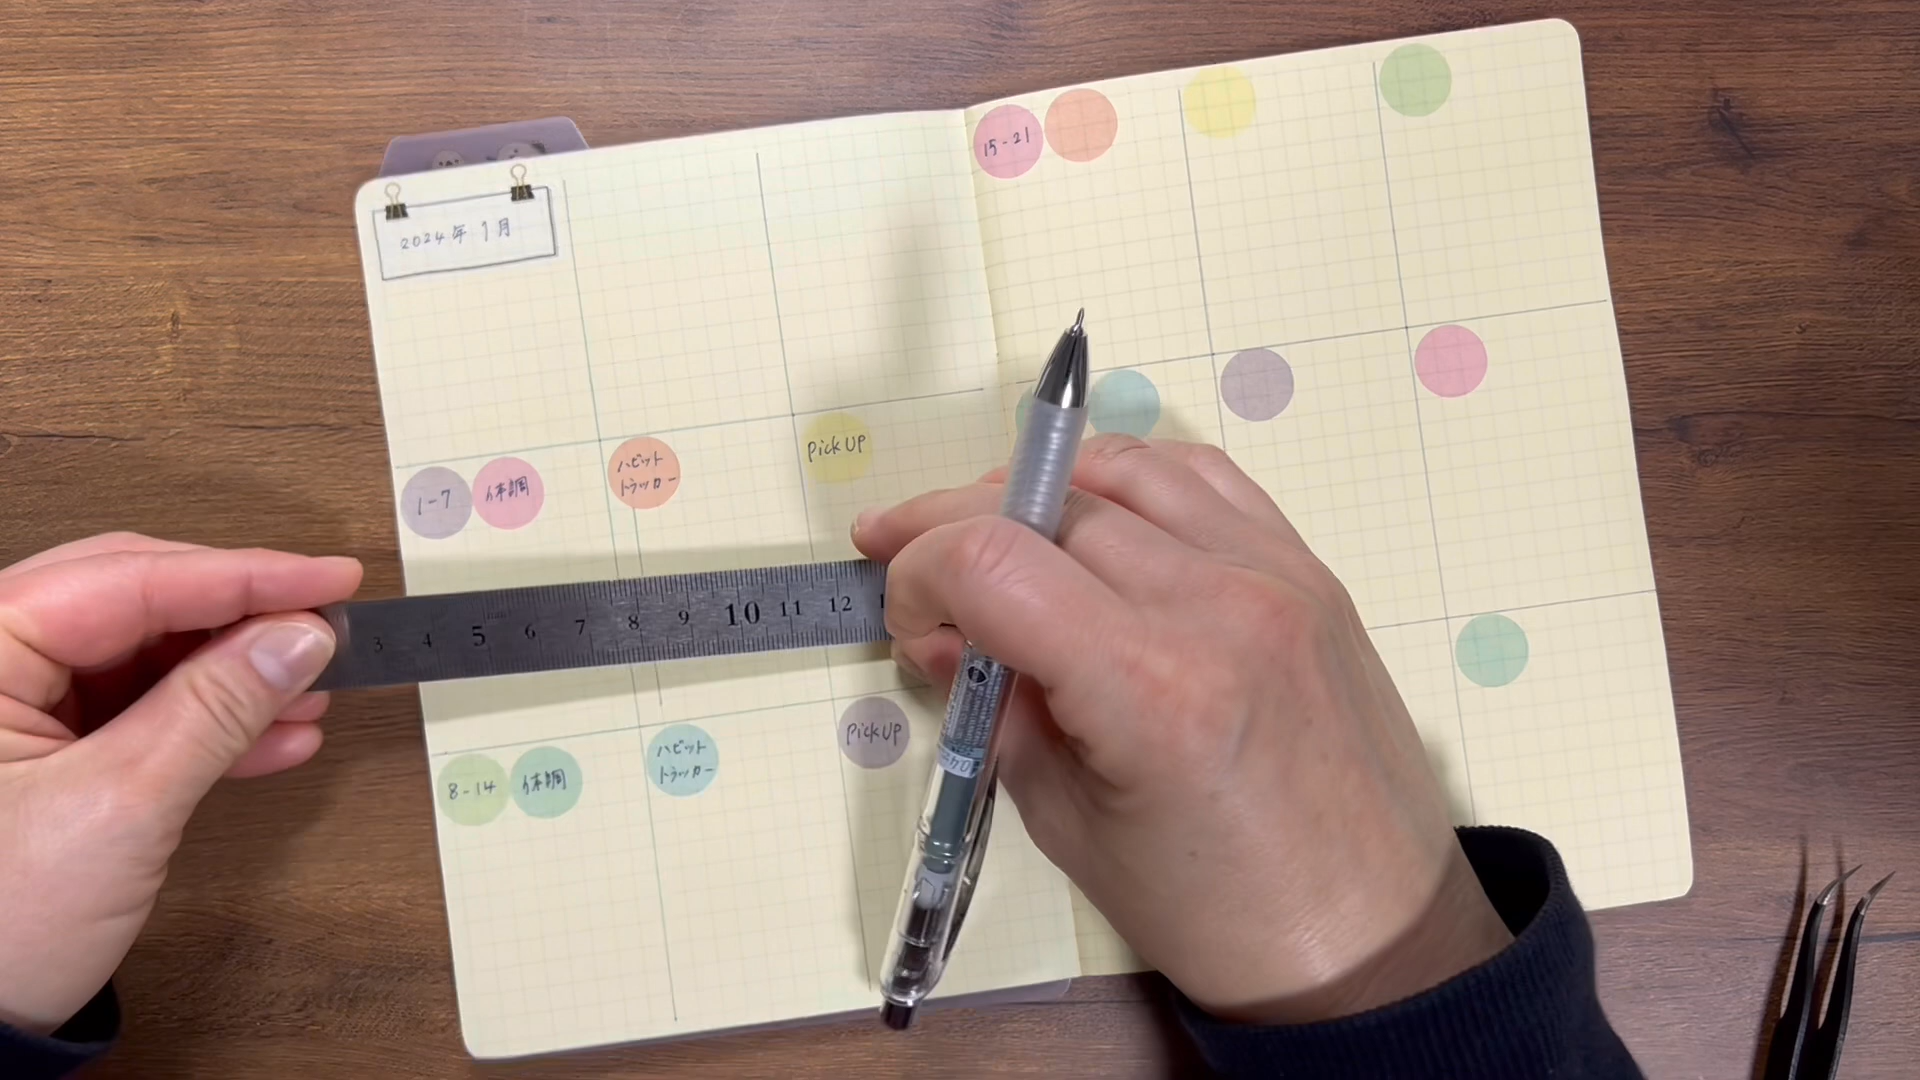 2024年1月
1-7
体調
ハビット
トラッカー
Pick UP
8-14
体調
ハビット
トラッカー
Pick UP
15-21
3 4 5 6 7 8 9 10 11 12